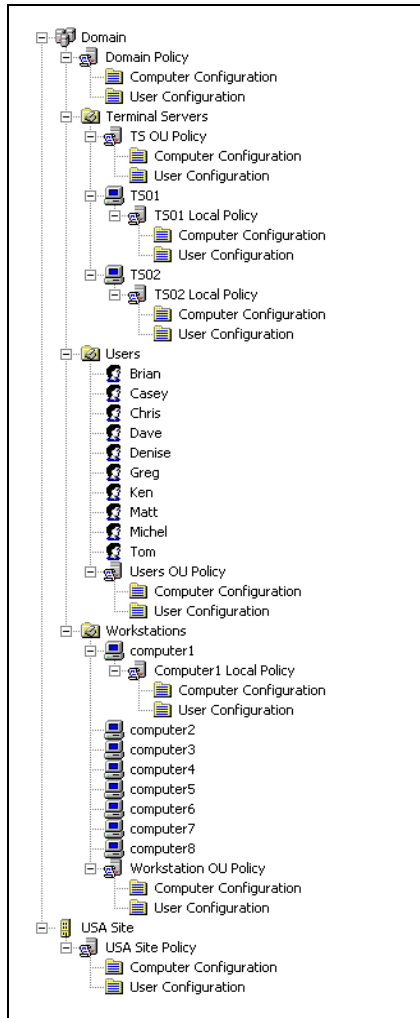 Domain
Domain Policy
Computer Configuration
User Configuration
Terminal Servers
TS OU Policy
Computer Configuration
User Configuration
TS01
TS01 Local Policy
Computer Configuration
User Configuration
TS02
TS02 Local Policy
Computer Configuration
User Configuration
Users
Brian
Casey
Chris
Dave
Denise
Greg
Ken
Matt
Michel
Tom
Users OU Policy
Computer Configuration
User Configuration
Workstations
computer1
Computer1 Local Policy
Computer Configuration
User Configuration
computer2
computer3
computer4
computer5
computer6
computer7
computer8
Workstation OU Policy
Computer Configuration
User Configuration
USA Site
USA Site Policy
Computer Configuration
User Configuration